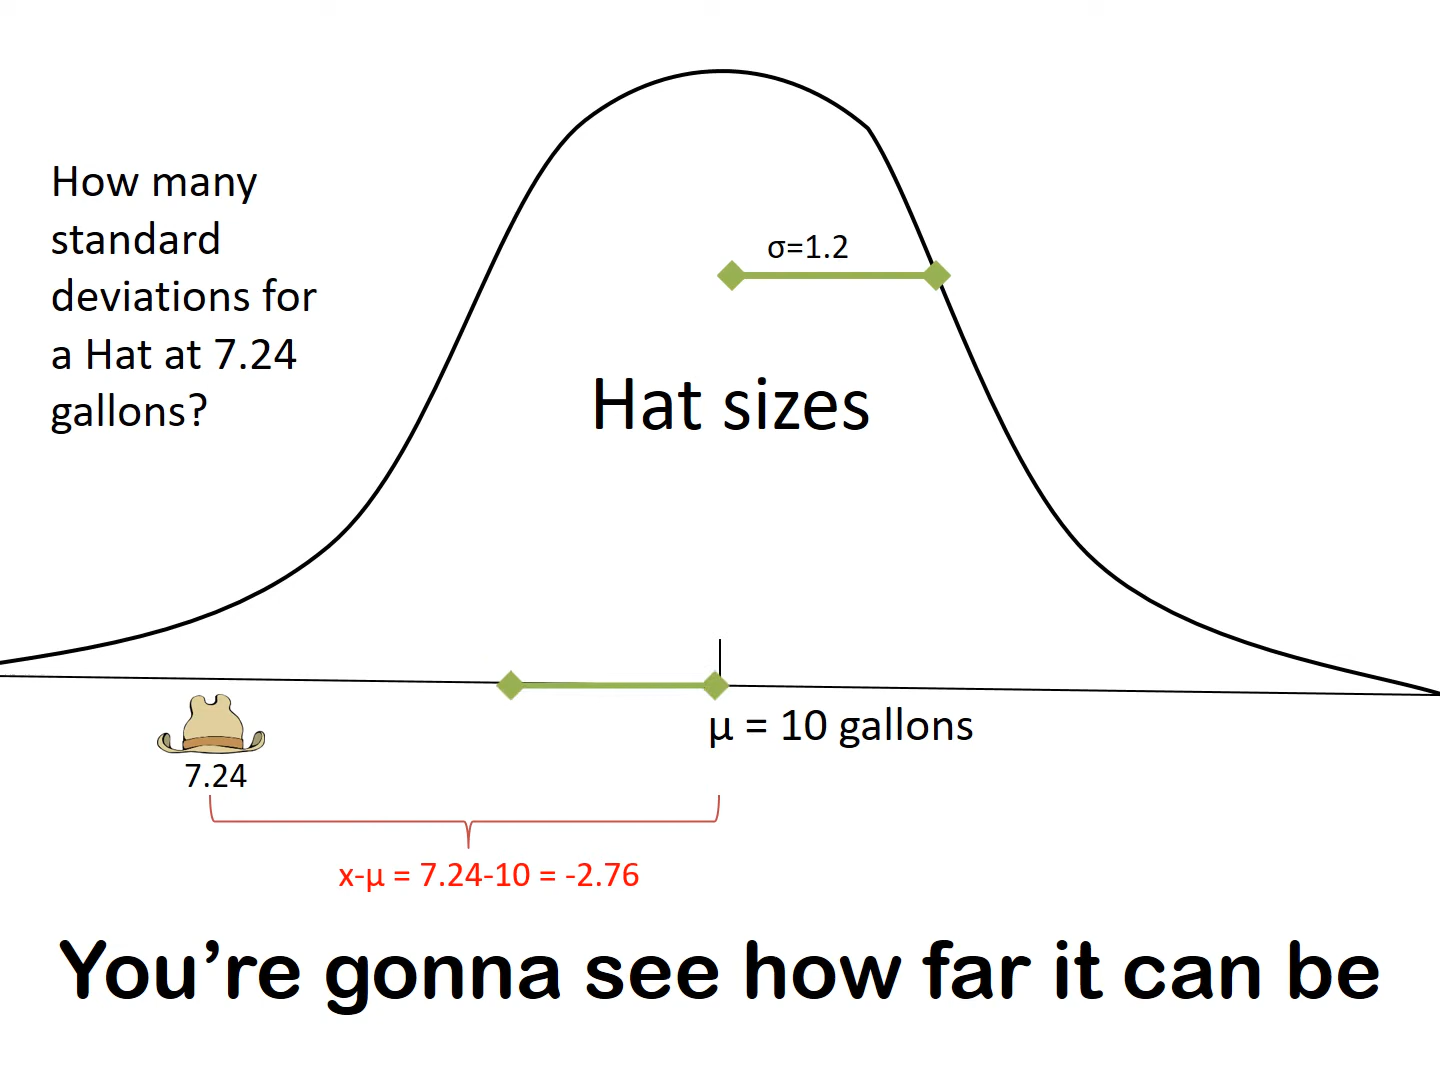 How many
standard
deviations for
a Hat at 7.24
gallons?
σ=1.2
Hat sizes
μ = 10 gallons
7.24
x-μ = 7.24-10 = -2.76
You’re gonna see how far it can be